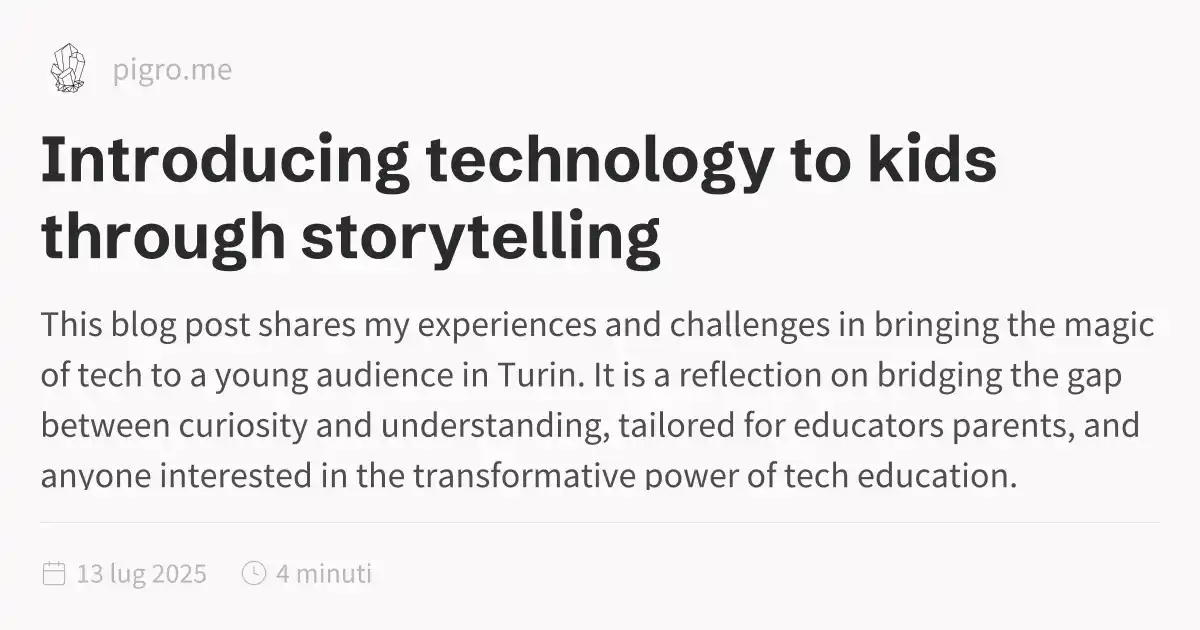 pigro.me
Introducing technology to kids
through storytelling
This blog post shares my experiences and challenges in bringing the magic
of tech to a young audience in Turin. It is a reflection on bridging the gap
between curiosity and understanding, tailored for educators parents, and
anyone interested in the transformative power of tech education.
13 lug 2025
4 minuti